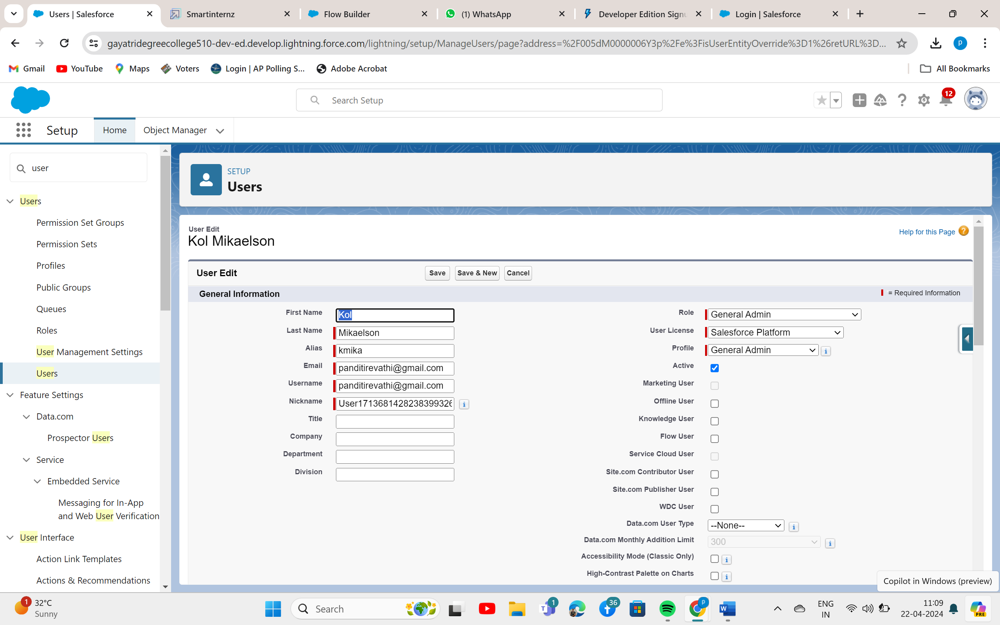 Users | Salesforce
Smartinternz
Flow Builder
(1) WhatsApp
Developer Edition Signu
Login | Salesforce
gayatridegreecollege510-dev-ed.develop.lightning.force.com/lightning/setup/ManageUsers/page?address=%2F005dM0000006Y3p%2Fe%3FisUserEntityOverride%3D1%26retURL%3D...
p
Gmail
YouTube
Maps
Voters
Login | AP Polling S...
Adobe Acrobat
All Bookmarks
Search Setup
12
Setup
Home
Object Manager
user
Users
Permission Set Groups
Permission Sets
Profiles
Public Groups
Queues
Roles
User Management Settings
Users
Feature Settings
Data.com
Prospector Users
Service
Embedded Service
Messaging for In-App
and Web User Verification
User Interface
Action Link Templates
Actions & Recommendations
SETUP
Users
User Edit
Kol Mikaelson
Help for this Page
User Edit
Save
Save & New
Cancel
General Information
= Required Information
First Name Kol
Last Name Mikaelson
Alias kmika
Email panditirevathi@gmail.com
Username panditirevathi@gmail.com
Nickname User1713681428238399326
Title
Company
Department
Division
Role General Admin
User License Salesforce Platform
Profile General Admin
Active
Marketing User
Offline User
Knowledge User
Flow User
Service Cloud User
Site.com Contributor User
Site.com Publisher User
WDC User
Data.com User Type --None--
Data.com Monthly Addition Limit 300
Accessibility Mode (Classic Only)
High-Contrast Palette on Charts
Copilot in Windows (preview)
1
32°C
Sunny
Search
1
36
P
ENG
IN
11:09
22-04-2024
PRE